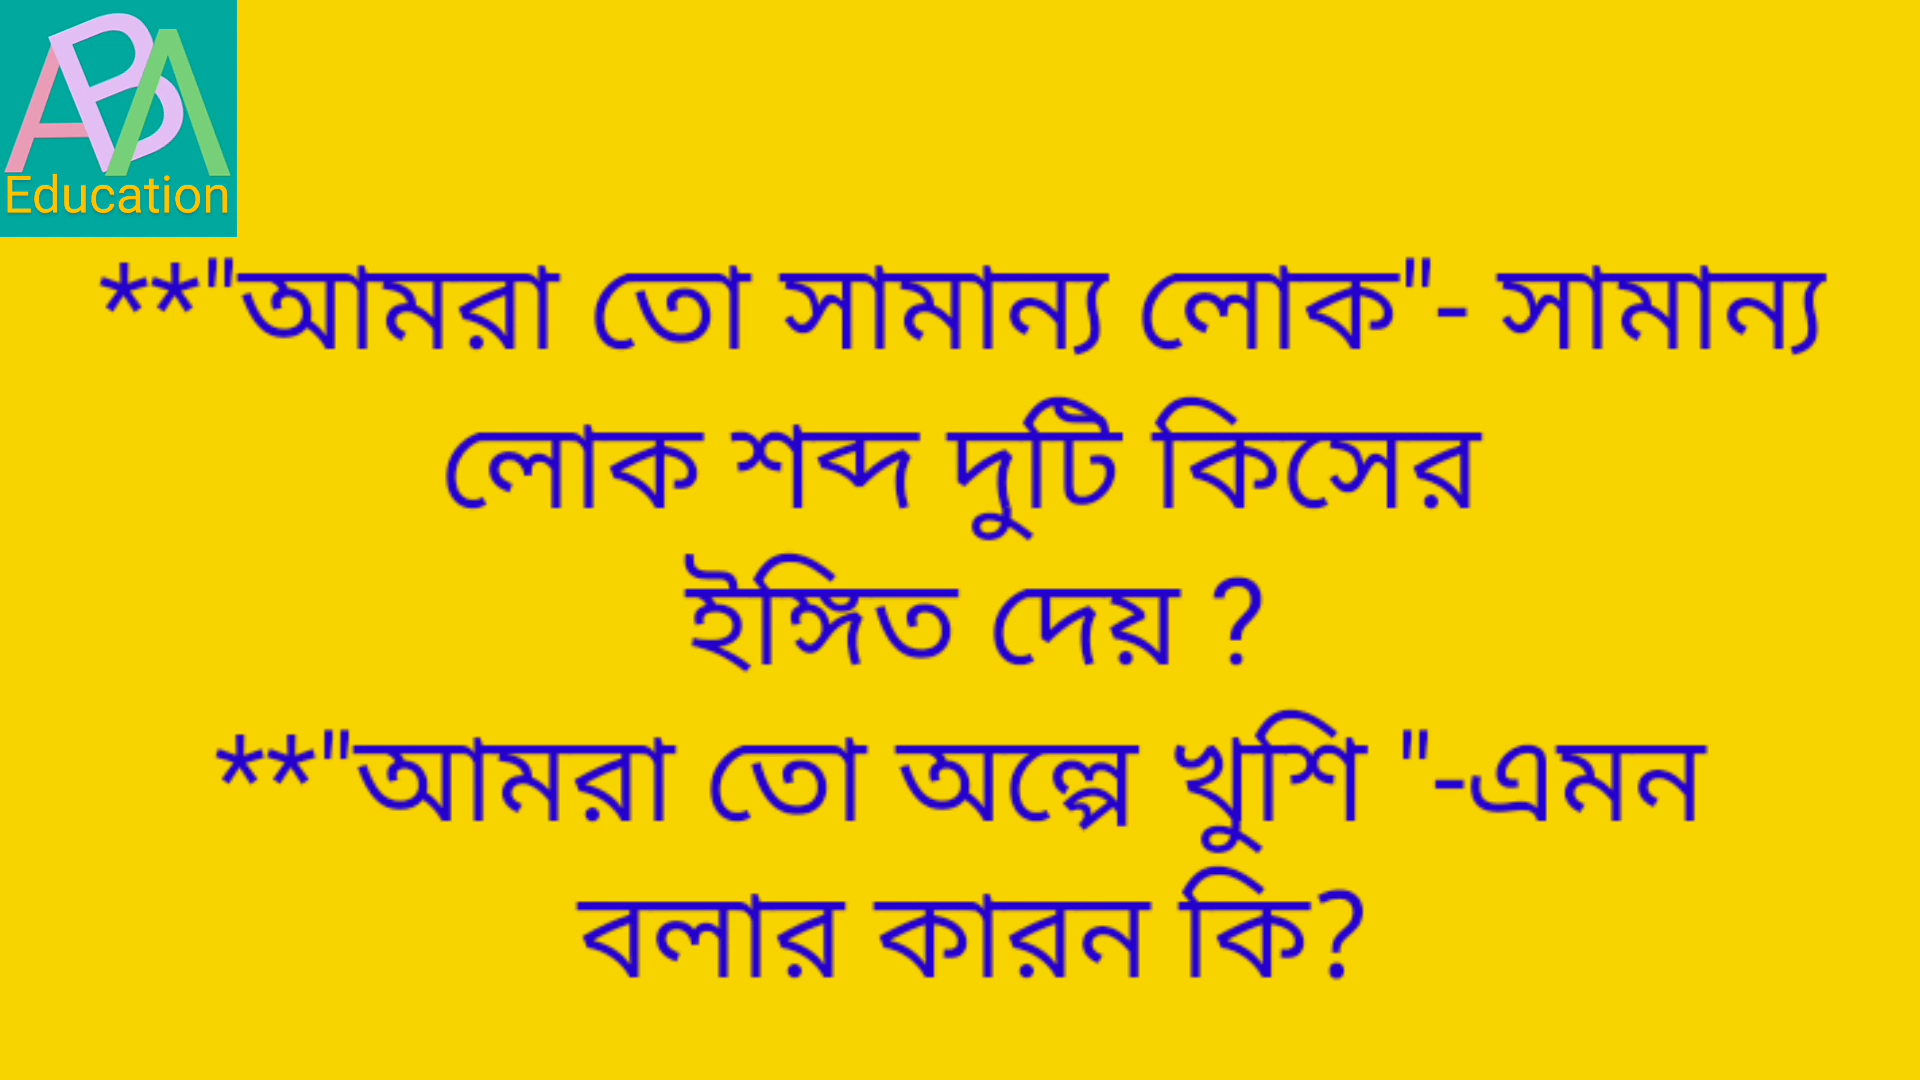 ABA
Education
**"আমরা তো সামান্য লোক"- সামান্য
লোক শব্দ দুটি কিসের
ইঙ্গিত দেয় ?
**"আমরা তো অল্পে খুশি "-এমন
বলার কারন কি?